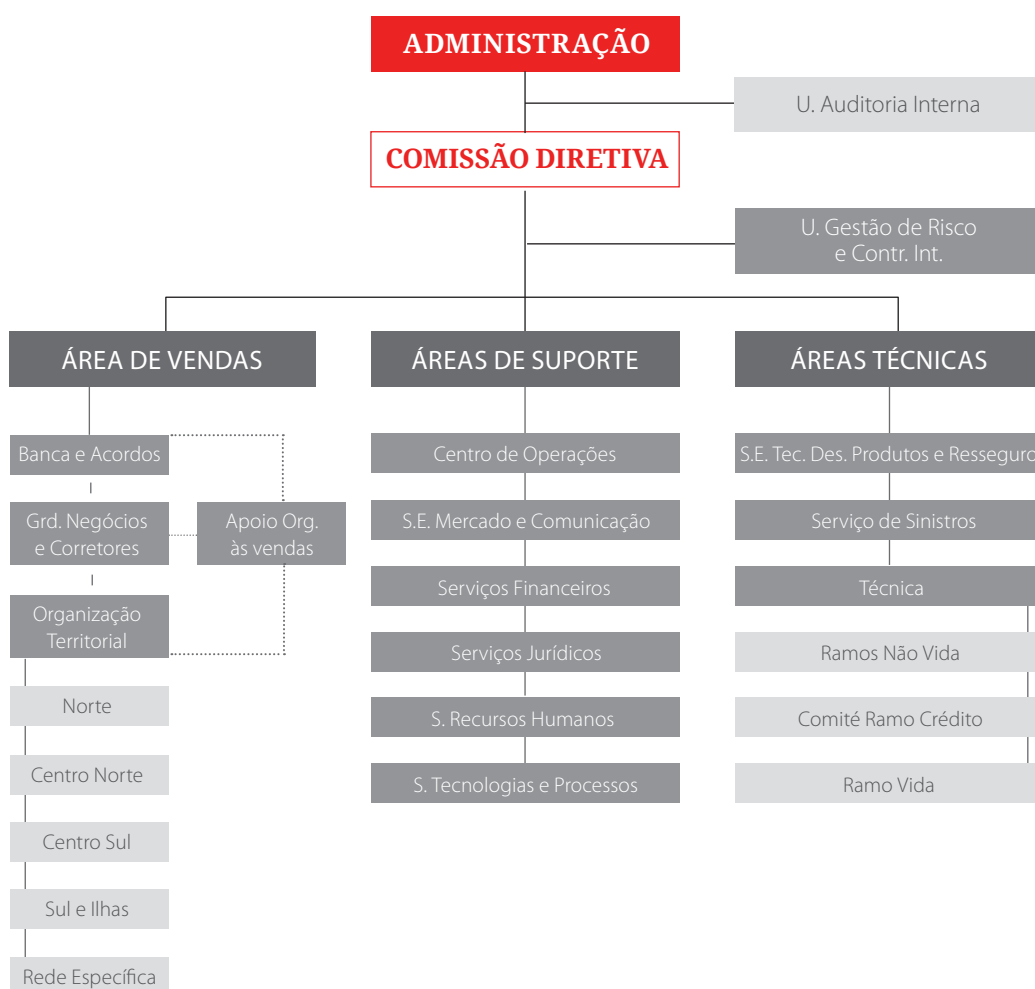 ADMINISTRAÇÃO
U. Auditoria Interna
COMISSÃO DIRETIVA
U. Gestão de Risco
e Contr. Int.
ÁREA DE VENDAS
Banca e Acordos
Grd. Negócios
e Corretores
Apoio Org.
às vendas
Organização
Territorial
Norte
Centro Norte
Centro Sul
Sul e Ilhas
Rede Específica
ÁREAS DE SUPORTE
Centro de Operações
S.E. Mercado e Comunicação
Serviços Financeiros
Serviços Jurídicos
S. Recursos Humanos
S. Tecnologias e Processos
ÁREAS TÉCNICAS
S.E. Tec. Des. Produtos e Resseguro
Serviço de Sinistros
Técnica
Ramos Não Vida
Comité Ramo Crédito
Ramo Vida